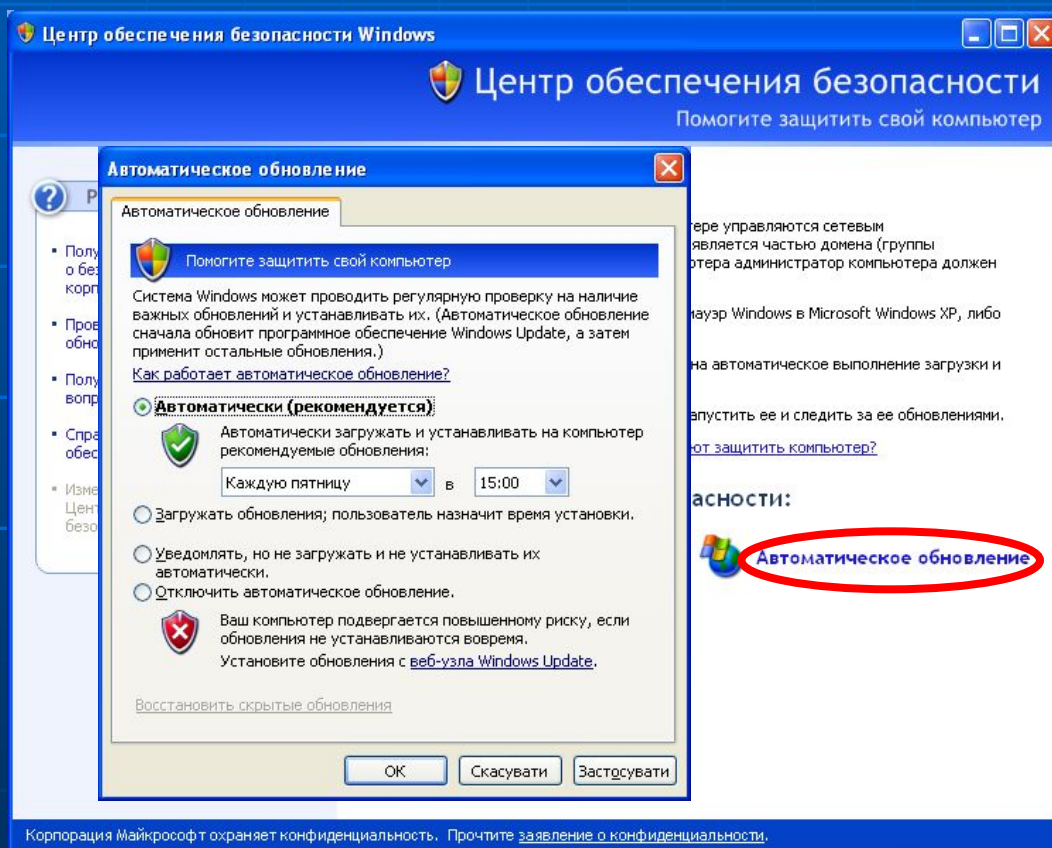 Центр обеспечения безопасности Windows
Центр обеспечения безопасности
Помогите защитить свой компьютер
Автоматическое обновление
Автоматическое обновление
Помогите защитить свой компьютер
Система Windows может проводить регулярную проверку на наличие
важных обновлений и устанавливать их. (Автоматическое обновление
сначала обновит программное обеспечение Windows Update, а затем
применит остальные обновления.)
Как работает автоматическое обновление?
Автоматически (рекомендуется)
Автоматически загружать и устанавливать на компьютер
рекомендуемые обновления:
Каждую пятницу в 15:00
Загружать обновления; пользователь назначит время установки.
Уведомлять, но не загружать и не устанавливать их
автоматически.
Отключить автоматическое обновление.
Ваш компьютер подвергается повышенному риску, если
обновления не устанавливаются вовремя.
Установите обновления с веб-узла Windows Update.
Восстановить скрытые обновления
ОК Скасувати Застосувати
управляются сетевым
является частью домена (группы
администратор компьютера должен
Windows в Microsoft Windows XP, либо
на автоматическое выполнение загрузки и
ее и следить за ее обновлениями.
защитить компьютер?
Автоматическое обновление
Корпорация Майкрософт охраняет конфиденциальность. Прочтите заявление о конфиденциальности.